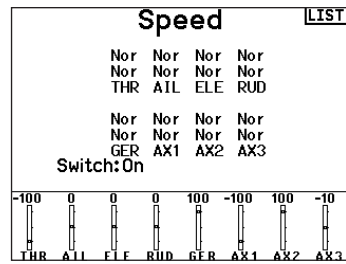 Speed
LIST
Nor Nor Nor Nor
Nor Nor Nor Nor
THR AIL ELE RUD
Nor Nor Nor Nor
Nor Nor Nor Nor
GER AX1 AX2 AX3
Switch:On
-100 0 0 0 100 -100 100 -10
THR AIL ELE RUD GER AX1 AX2 AX3